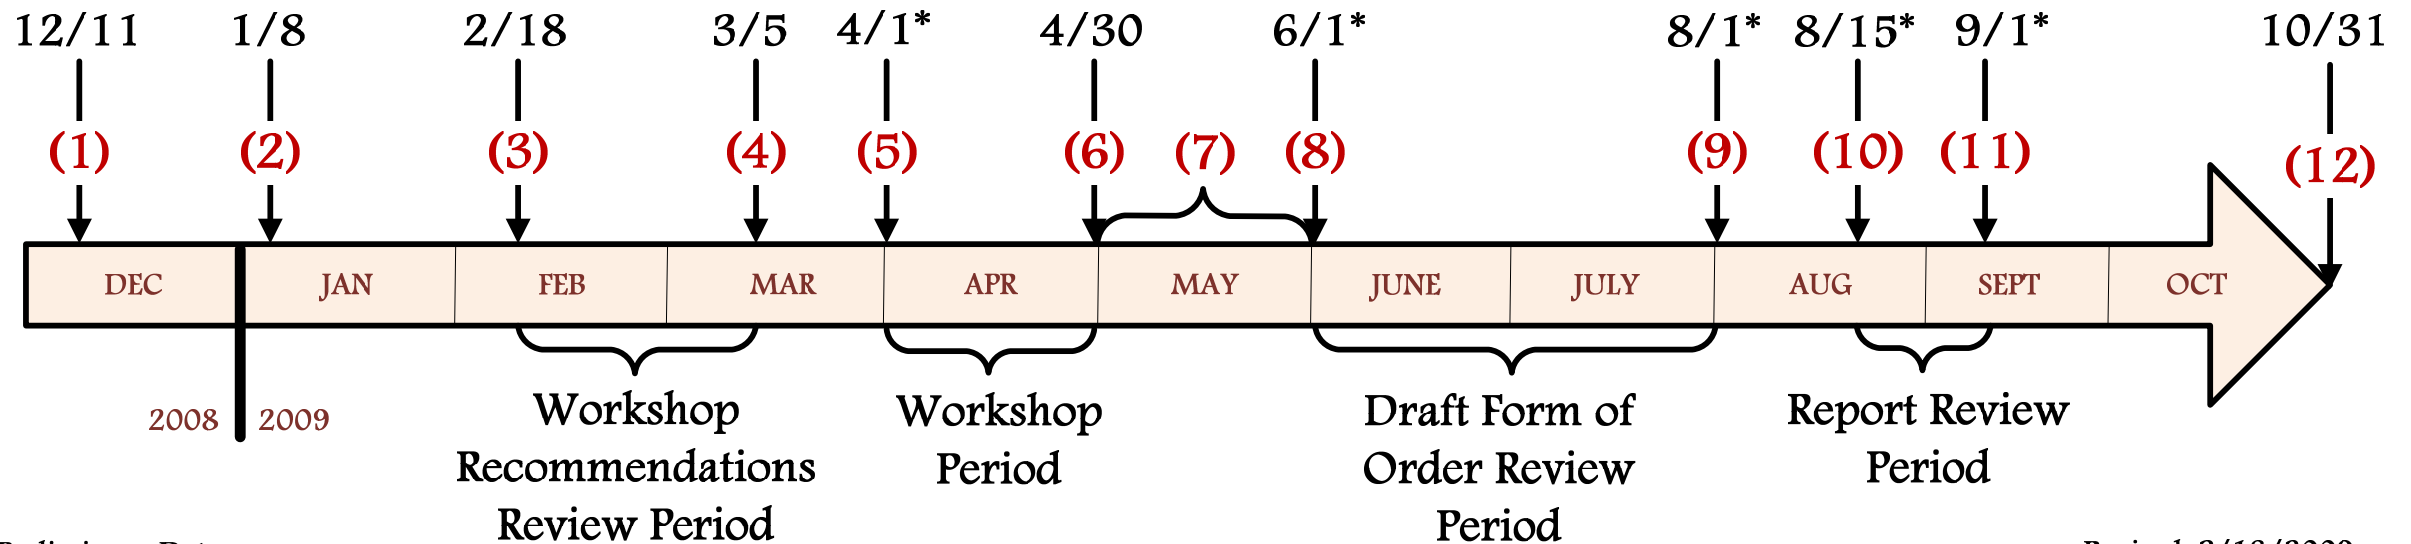 12/11 1/8 2/18 3/5 4/1* 4/30 6/1* 8/1* 8/15* 9/1* 10/31
(1) (2) (3) (4) (5) (6) (7) (8) (9) (10) (11) (12)
DEC JAN FEB MAR APR MAY JUNE JULY AUG SEPT OCT
2008 2009
Workshop
Recommendations
Review Period
Workshop
Period
Draft Form of
Order Review
Period
Report Review
Period